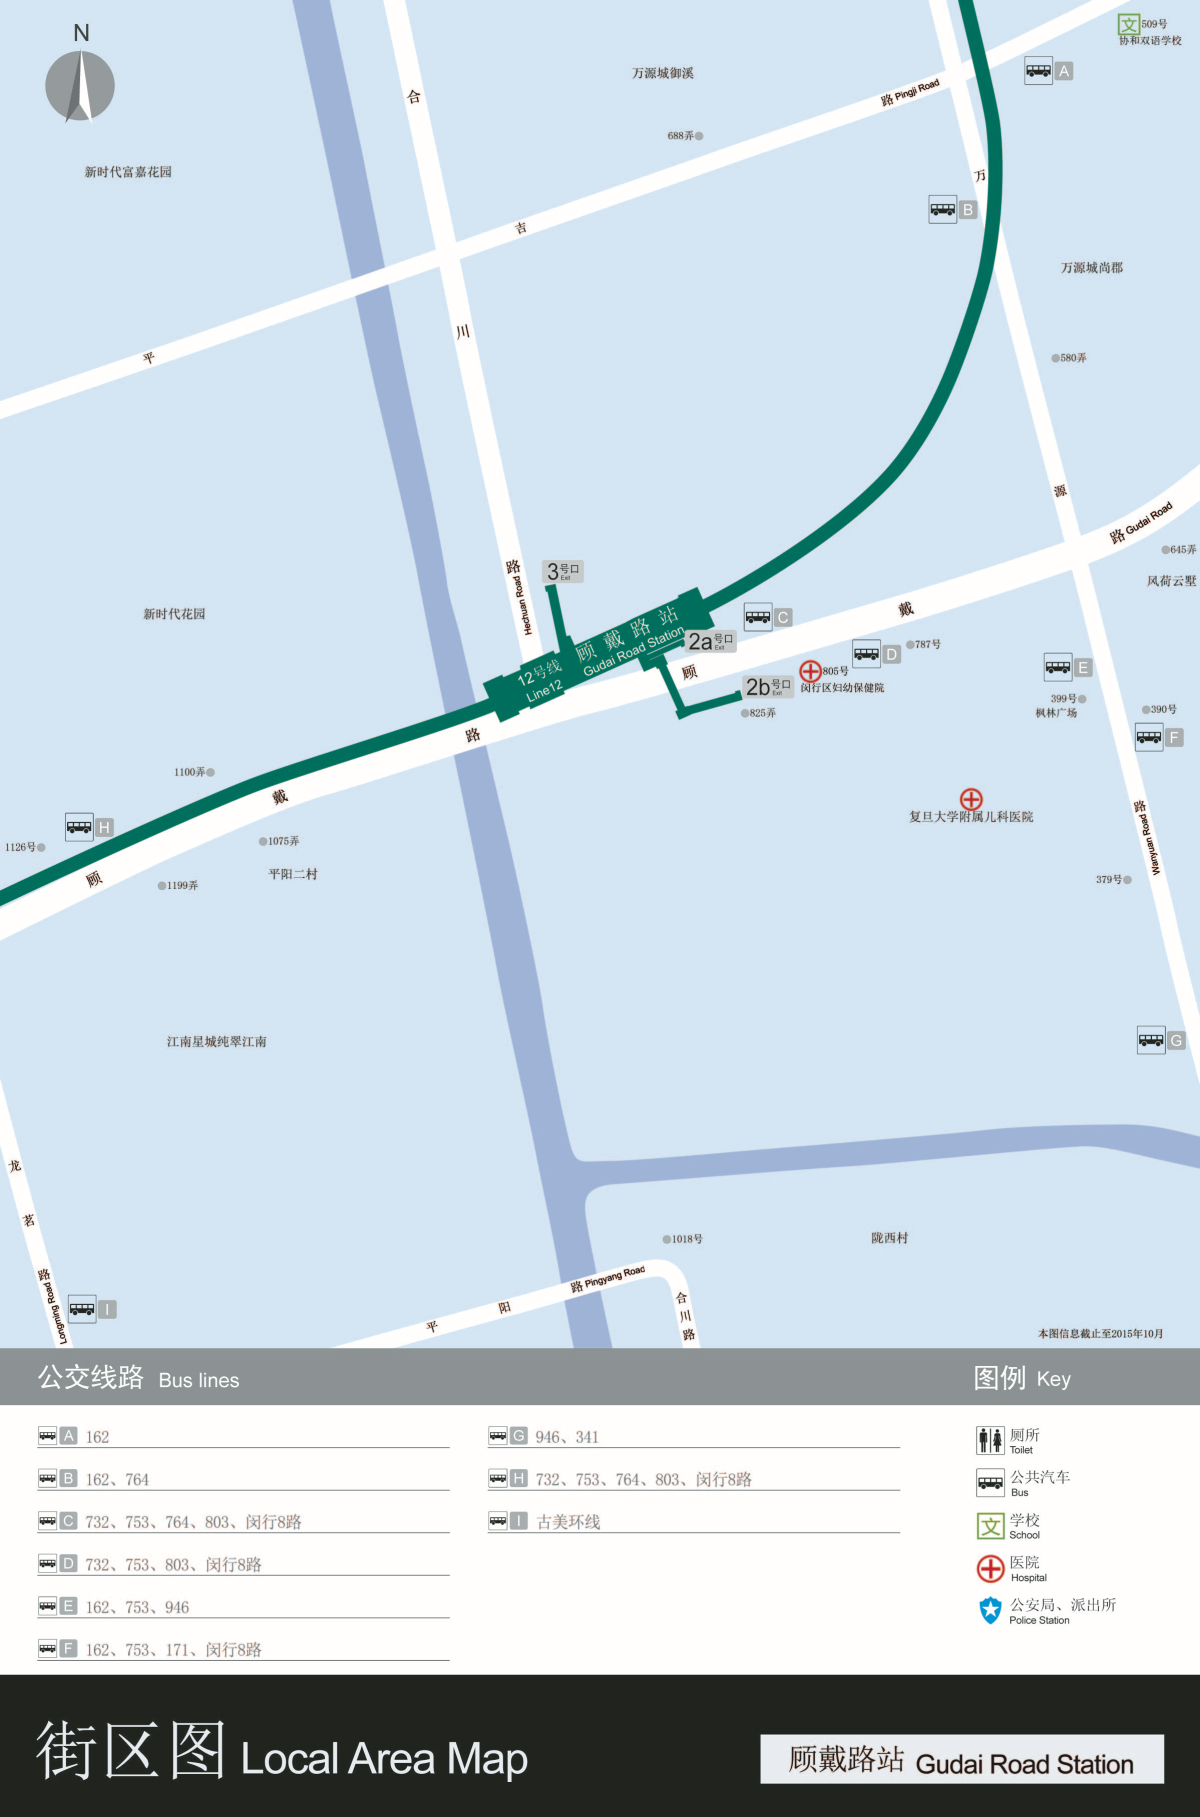 N
文 509号
协和双语学校
A
万源城御溪
路 Pingji Road
688弄
新时代富嘉花园
合
万
B
吉
万源城尚郡
川
平
580弄
源
路 Gudai Road
645弄
风荷云墅
路
Hechuan Road
3号口
Exit
新时代花园
戴
C
顾戴路站
Gudai Road Station
12号线
Line12
2a号口
Exit
787号
D
顾
805号
闵行区妇幼保健院
E
2b号口
Exit
399号
枫林广场
390号
825弄
F
路
1100弄
戴
复旦大学附属儿科医院
路
Wanyuan Road
H
1126号
1075弄
平阳二村
顾
1199弄
379号
江南星城纯翠江南
G
龙
茗
路
Longming Road
I
1018号
陇西村
路 Pingyang Road
阳
平
合
川
路
本图信息截止至2015年10月
公交线路 Bus lines
图例 Key
A 162
B 162、764
C 732、753、764、803、闵行8路
D 732、753、803、闵行8路
E 162、753、946
F 162、753、171、闵行8路
G 946、341
H 732、753、764、803、闵行8路
I 古美环线
厕所
Toilet
公共汽车
Bus
文 学校
School
医院
Hospital
公安局、派出所
Police Station
街区图 Local Area Map
顾戴路站 Gudai Road Station